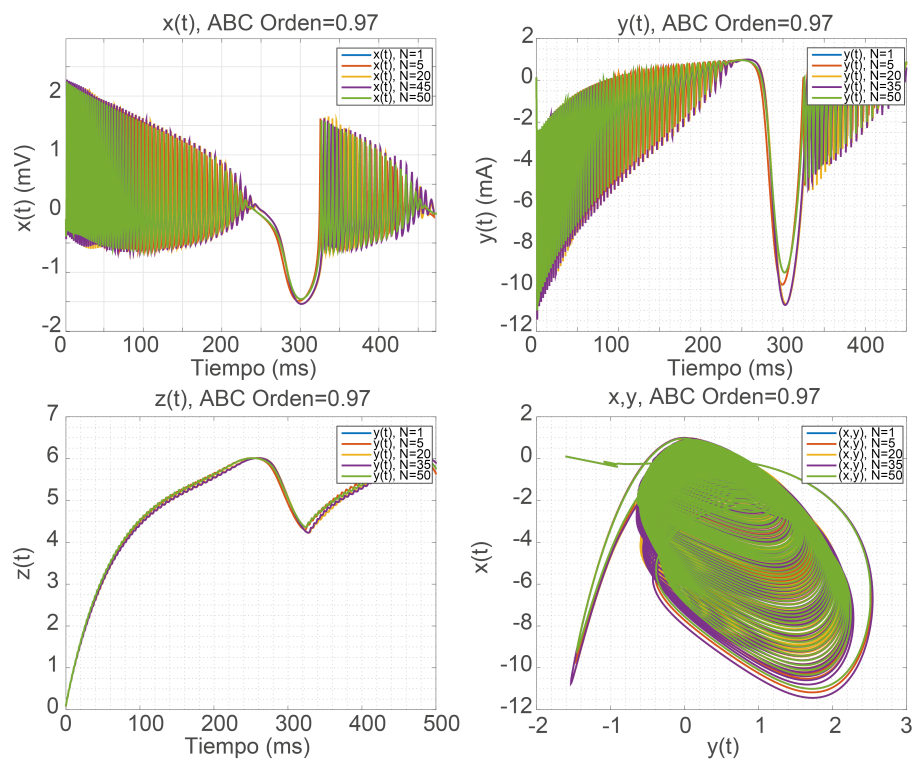 x(t), ABC Orden=0.97
x(t), N=1
x(t), N=5
x(t), N=20
x(t), N=45
x(t), N=50
2
1
0
-1
-2
x(t) (mV)
0 100 200 300 400
Tiempo (ms)
y(t), ABC Orden=0.97
y(t), N=1
y(t), N=5
y(t), N=20
y(t), N=35
y(t), N=50
2
0
-2
-4
-6
-8
-10
-12
y(t) (mA)
0 100 200 300 400
Tiempo (ms)
z(t), ABC Orden=0.97
y(t), N=1
y(t), N=5
y(t), N=20
y(t), N=35
y(t), N=50
7
6
5
4
3
2
1
0
z(t)
0 100 200 300 400 500
Tiempo (ms)
x,y, ABC Orden=0.97
(x,y), N=1
(x,y), N=5
(x,y), N=20
(x,y), N=35
(x,y), N=50
2
0
-2
-4
-6
-8
-10
-12
x(t)
-2 -1 0 1 2 3
y(t)